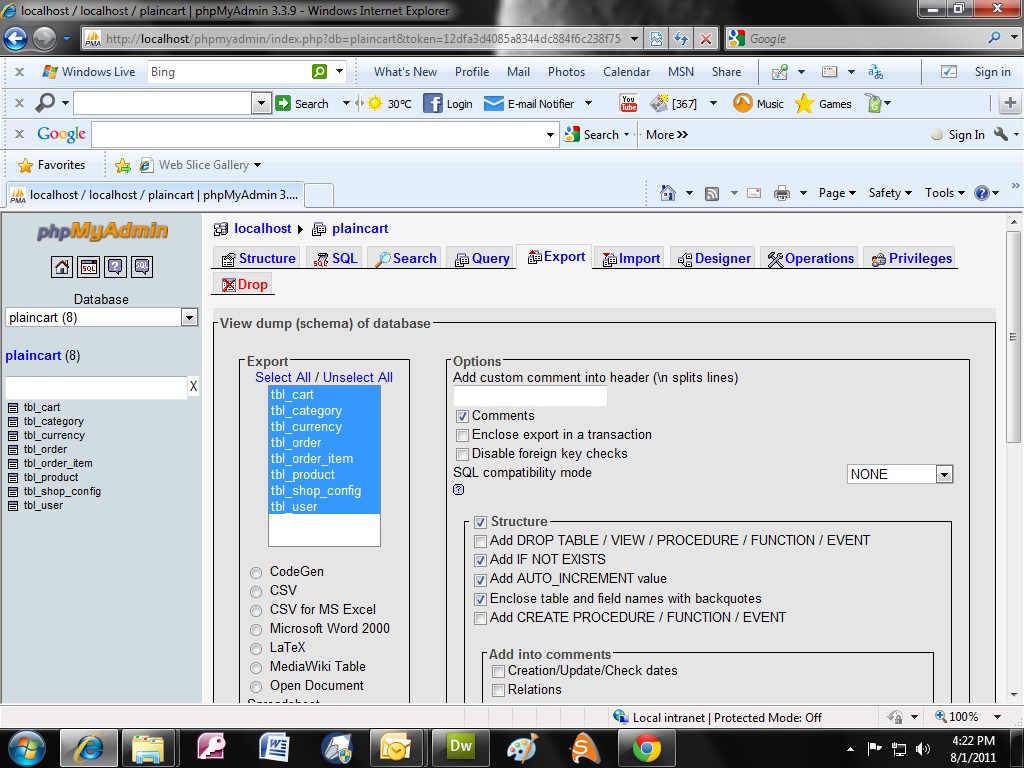 localhost / localhost / plaincart | phpMyAdmin 3.3.9 - Windows Internet Explorer
http://localhost/phpmyadmin/index.php?db=plaincart&token=12dfa3d4085a8344dc884f6c238f75
Google
x Windows Live Bing What's New Profile Mail Photos Calendar MSN Share Sign in
x Search 30°C Login E-mail Notifier You Tube [367] Music Games
x Google Search More » Sign In
Favorites Web Slice Gallery
localhost / localhost / plaincart | phpMyAdmin 3.... Page Safety Tools
phpMyAdmin
SQL
Database
plaincart (8)
plaincart (8)
X
tbl_cart
tbl_category
tbl_currency
tbl_order
tbl_order_item
tbl_product
tbl_shop_config
tbl_user
localhost plaincart
Structure SQL Search Query Export Import Designer Operations Privileges
Drop
View dump (schema) of database
Export
Select All / Unselect All
tbl_cart
tbl_category
tbl_currency
tbl_order
tbl_order_item
tbl_product
tbl_shop_config
tbl_user
CodeGen
CSV
CSV for MS Excel
Microsoft Word 2000
LaTeX
MediaWiki Table
Open Document
Spreadsheet
Options
Add custom comment into header (\n splits lines)
Comments
Enclose export in a transaction
Disable foreign key checks
SQL compatibility mode NONE
Structure
Add DROP TABLE / VIEW / PROCEDURE / FUNCTION / EVENT
Add IF NOT EXISTS
Add AUTO_INCREMENT value
Enclose table and field names with backquotes
Add CREATE PROCEDURE / FUNCTION / EVENT
Add into comments
Creation/Update/Check dates
Relations
Local intranet | Protected Mode: Off 100%
Dw
4:22 PM
8/1/2011